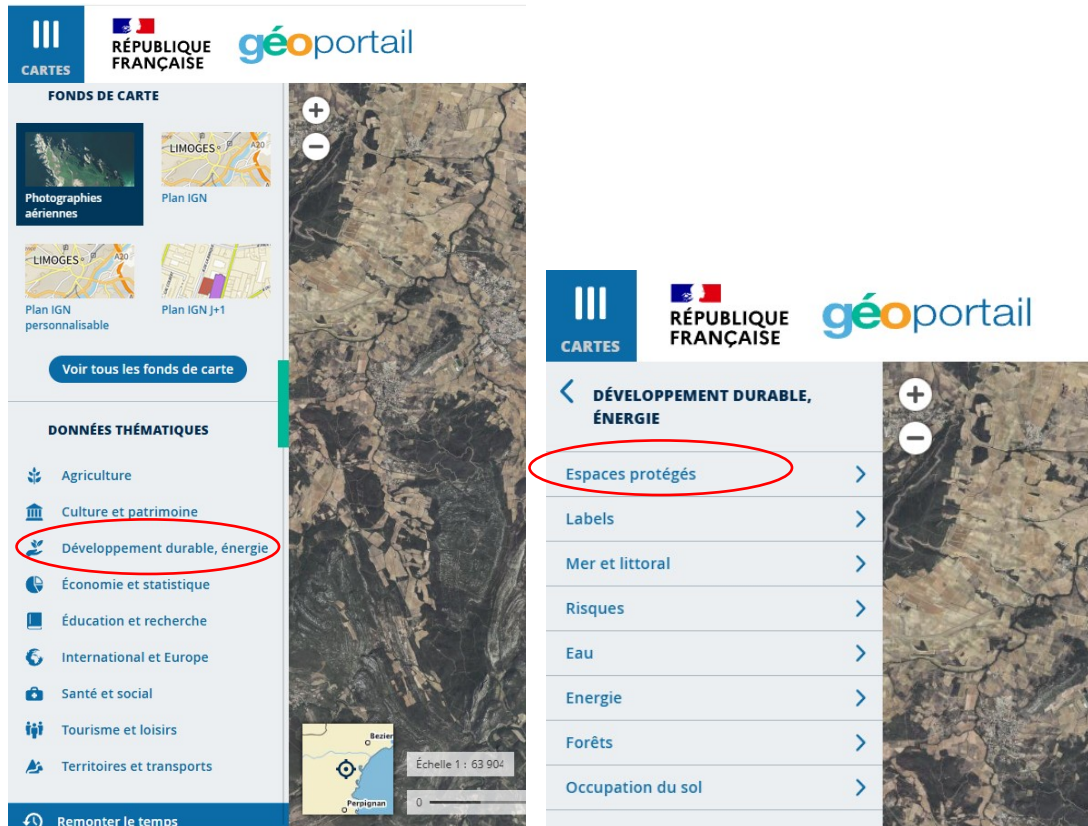 CARTES
RÉPUBLIQUE
FRANÇAISE
géoportail
FONDS DE CARTE
LIMOGES
A20
Photographies
aériennes
Plan IGN
LIMOGES
A20
Plan IGN
personnalisable
Plan IGN J+1
Voir tous les fonds de carte
DONNÉES THÉMATIQUES
Agriculture
Culture et patrimoine
Développement durable, énergie
Économie et statistique
Éducation et recherche
International et Europe
Santé et social
Tourisme et loisirs
Territoires et transports
Remonter le temps
Bezier
Perpignan
Échelle 1 : 63 904
0
CARTES
RÉPUBLIQUE
FRANÇAISE
géoportail
DÉVELOPPEMENT DURABLE,
ÉNERGIE
Espaces protégés
Labels
Mer et littoral
Risques
Eau
Energie
Forêts
Occupation du sol